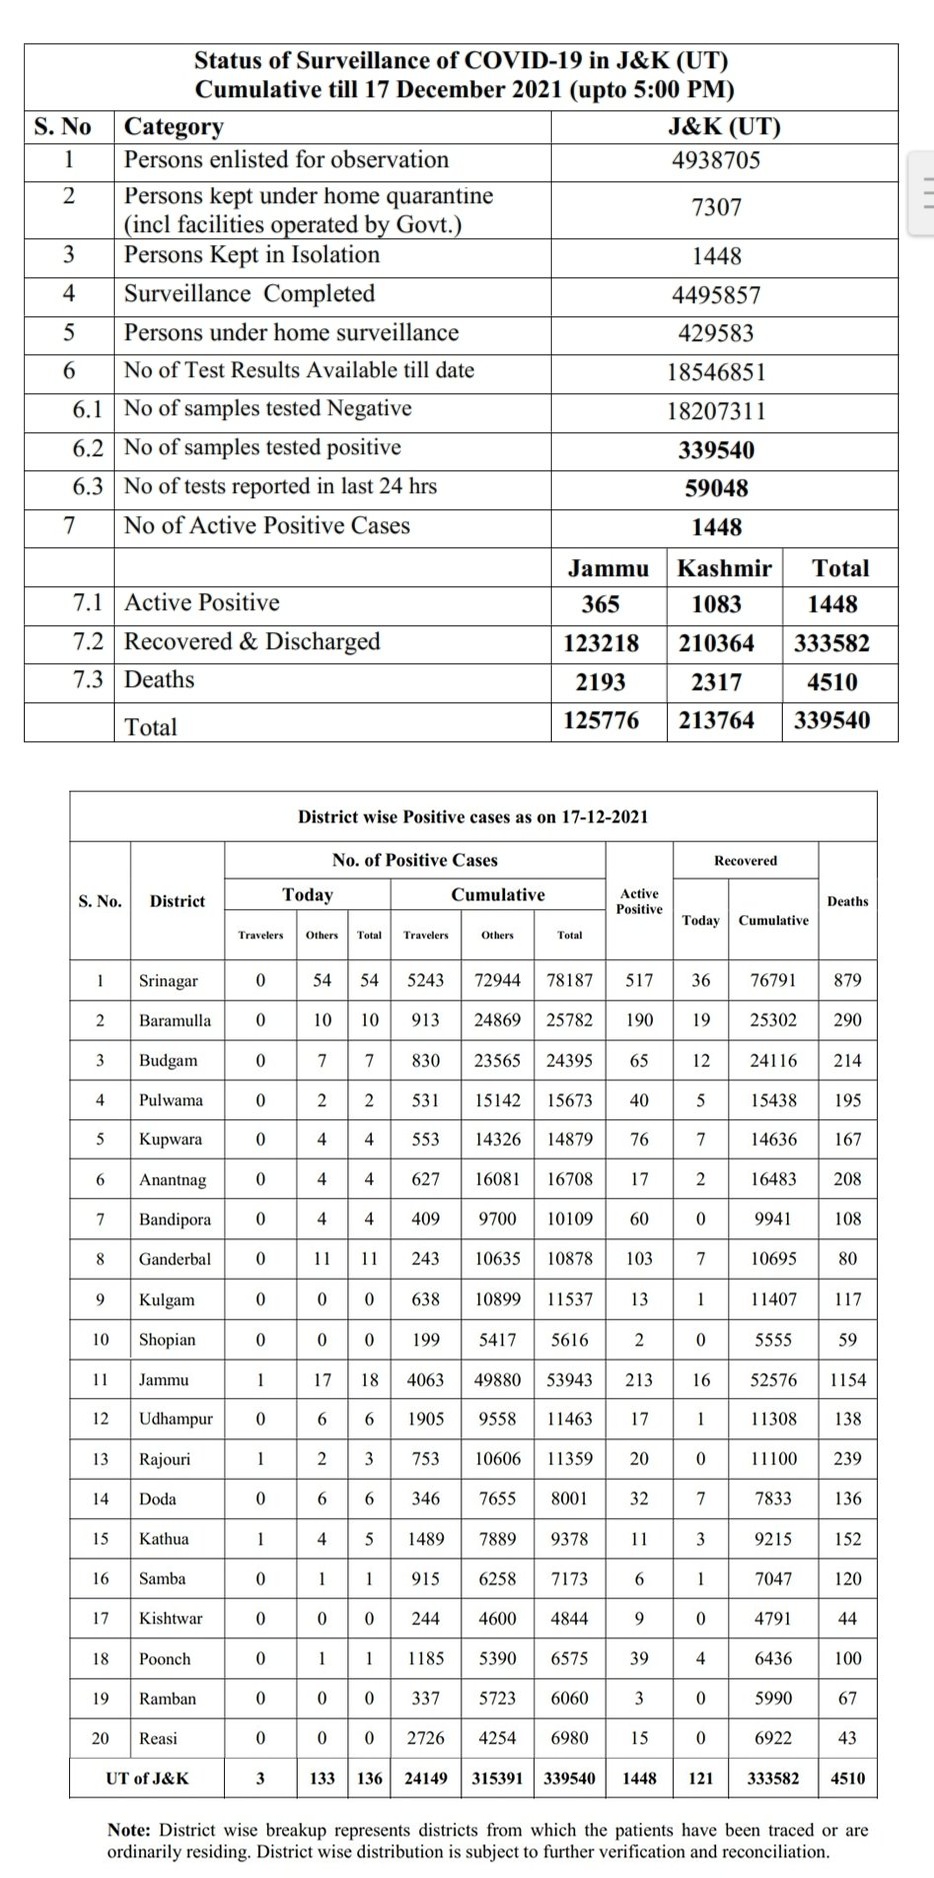 Status of Surveillance of COVID-19 in J&K (UT)
Cumulative till 17 December 2021 (upto 5:00 PM)
S. No Category J&K (UT)
1 Persons enlisted for observation 4938705
2 Persons kept under home quarantine
(incl facilities operated by Govt.) 7307
3 Persons Kept in Isolation 1448
4 Surveillance Completed 4495857
5 Persons under home surveillance 429583
6 No of Test Results Available till date 18546851
6.1 No of samples tested Negative 18207311
6.2 No of samples tested positive 339540
6.3 No of tests reported in last 24 hrs 59048
7 No of Active Positive Cases 1448
Jammu Kashmir Total
7.1 Active Positive 365 1083 1448
7.2 Recovered & Discharged 123218 210364 333582
7.3 Deaths 2193 2317 4510
Total 125776 213764 339540
District wise Positive cases as on 17-12-2021
No. of Positive Cases Recovered
S. No. District Today Cumulative Active
Positive Today Cumulative Deaths
Travelers Others Total Travelers Others Total
1 Srinagar 0 54 54 5243 72944 78187 517 36 76791 879
2 Baramulla 0 10 10 913 24869 25782 190 19 25302 290
3 Budgam 0 7 7 830 23565 24395 65 12 24116 214
4 Pulwama 0 2 2 531 15142 15673 40 5 15438 195
5 Kupwara 0 4 4 553 14326 14879 76 7 14636 167
6 Anantnag 0 4 4 627 16081 16708 17 2 16483 208
7 Bandipora 0 4 4 409 9700 10109 60 0 9941 108
8 Ganderbal 0 11 11 243 10635 10878 103 7 10695 80
9 Kulgam 0 0 0 638 10899 11537 13 1 11407 117
10 Shopian 0 0 0 199 5417 5616 2 0 5555 59
11 Jammu 1 17 18 4063 49880 53943 213 16 52576 1154
12 Udhampur 0 6 6 1905 9558 11463 17 1 11308 138
13 Rajouri 1 2 3 753 10606 11359 20 0 11100 239
14 Doda 0 6 6 346 7655 8001 32 7 7833 136
15 Kathua 1 4 5 1489 7889 9378 11 3 9215 152
16 Samba 0 1 1 915 6258 7173 6 1 7047 120
17 Kishtwar 0 0 0 244 4600 4844 9 0 4791 44
18 Poonch 0 1 1 1185 5390 6575 39 4 6436 100
19 Ramban 0 0 0 337 5723 6060 3 0 5990 67
20 Reasi 0 0 0 2726 4254 6980 15 0 6922 43
UT of J&K 3 133 136 24149 315391 339540 1448 121 333582 4510
Note: District wise breakup represents districts from which the patients have been traced or are
ordinarily residing. District wise distribution is subject to further verification and reconciliation.